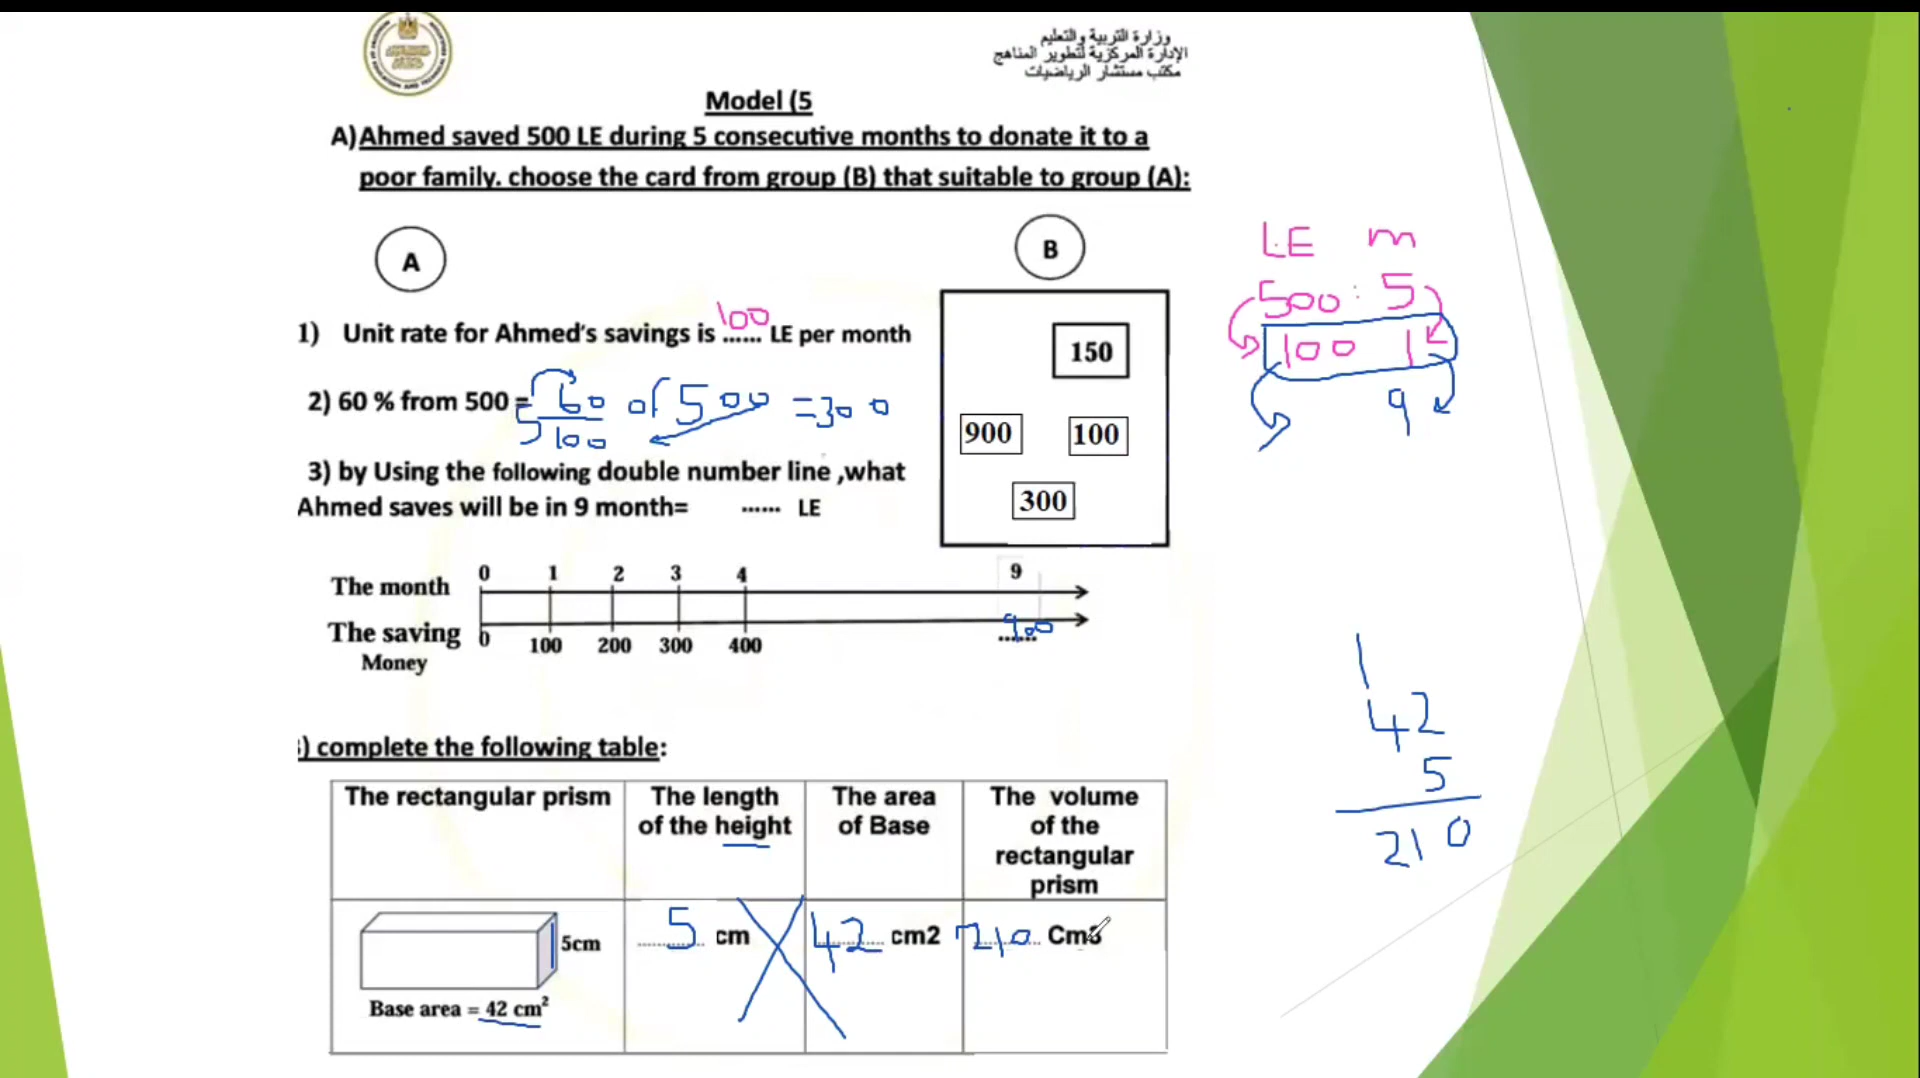 وزارة التربية والتعليم
الإدارة المركزية لتطوير المناهج
مكتب مستشار الرياضيات
Model (5
A)Ahmed saved 500 LE during 5 consecutive months to donate it to a
poor family. choose the card from group (B) that suitable to group (A):
A
B
1) Unit rate for Ahmed's savings is 100 ...... LE per month
2) 60 % from 500 = 60/100 of 500 = 300
5
3) by Using the following double number line ,what
Ahmed saves will be in 9 month= ...... LE
150
900 100
300
LE m
500 : 5
100 1
9
The month 0 1 2 3 4 9
The saving 0 100 200 300 400 900 ......
Money
) complete the following table:
The rectangular prism
The length
of the height
The area
of Base
The volume
of the
rectangular
prism
5cm
Base area = 42 cm²
5 cm
42 cm2
210 Cm3
1
42
5
210